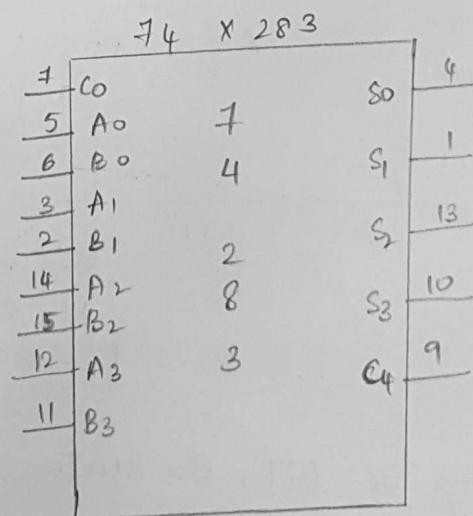 74 X 283
7 C0 S0 4
5 A0 7
6 B0 4 S1 1
3 A1
2 B1 2 S2 13
14 A2 8 S3 10
15 B2
12 A3 3 C4 9
11 B3